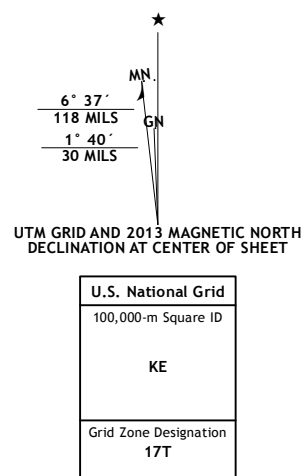 ★
MN.
GN
6° 37´
118 MILS
1° 40´
30 MILS
UTM GRID AND 2013 MAGNETIC NORTH
DECLINATION AT CENTER OF SHEET
U.S. National Grid
100,000-m Square ID
KE
Grid Zone Designation
17T